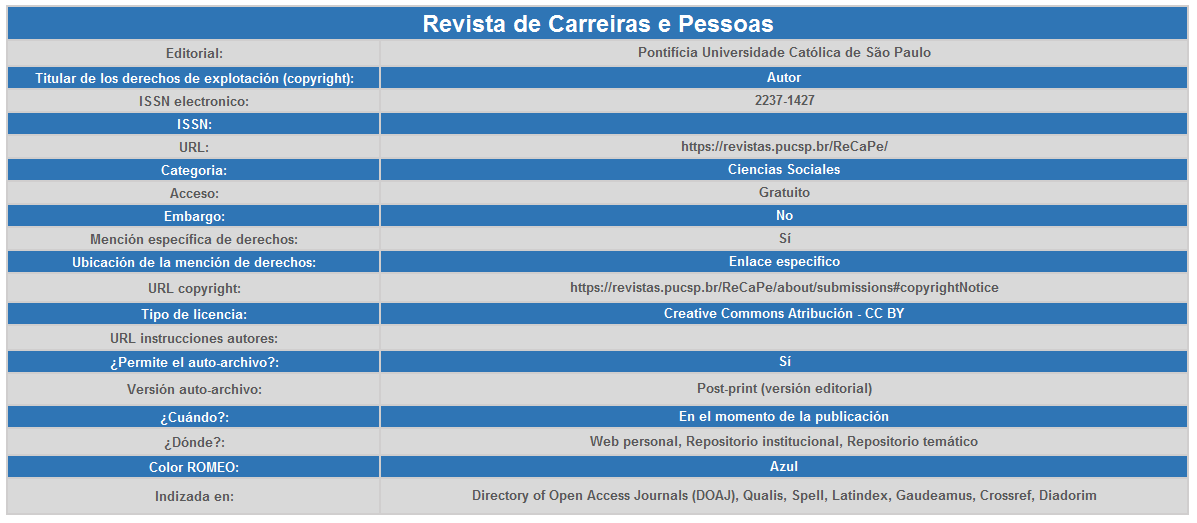 Revista de Carreiras e Pessoas
Editorial: Pontifícia Universidade Católica de São Paulo
Titular de los derechos de explotación (copyright): Autor
ISSN electronico: 2237-1427
ISSN:
URL: https://revistas.pucsp.br/ReCaPe/
Categoria: Ciencias Sociales
Acceso: Gratuito
Embargo: No
Mención específica de derechos: Sí
Ubicación de la mención de derechos: Enlace especifico
URL copyright: https://revistas.pucsp.br/ReCaPe/about/submissions#copyrightNotice
Tipo de licencia: Creative Commons Atribución - CC BY
URL instrucciones autores:
¿Permite el auto-archivo?: Sí
Versión auto-archivo: Post-print (versión editorial)
¿Cuándo?: En el momento de la publicación
¿Dónde?: Web personal, Repositorio institucional, Repositorio temático
Color ROMEO: Azul
Indizada en: Directory of Open Access Journals (DOAJ), Qualis, Spell, Latindex, Gaudeamus, Crossref, Diadorim